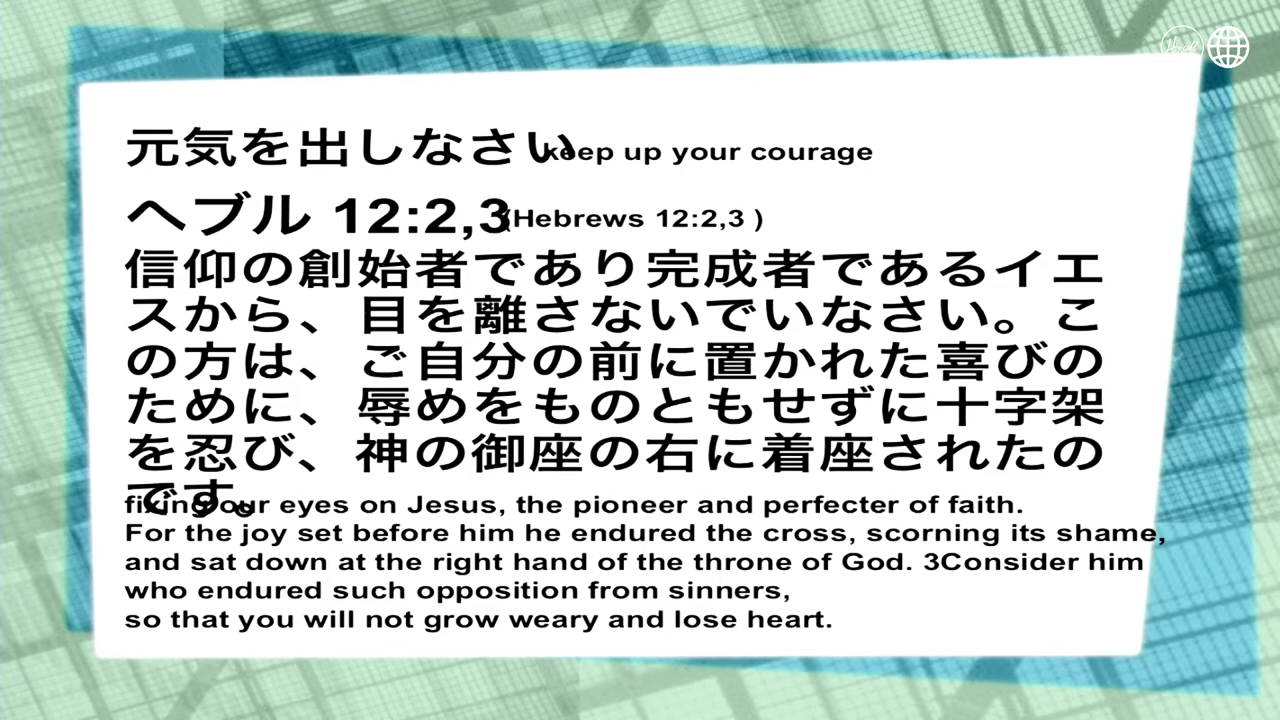 元気を出しなさい keep up your courage
ヘブル 12:2,3 (Hebrews 12:2,3 )
信仰の創始者であり完成者であるイエ
スから、目を離さないでいなさい。こ
の方は、ご自分の前に置かれた喜びの
ために、辱めをものともせずに十字架
を忍び、神の御座の右に着座されたの
です。
fixing our eyes on Jesus, the pioneer and perfecter of faith.
For the joy set before him he endured the cross, scorning its shame,
and sat down at the right hand of the throne of God. 3Consider him
who endured such opposition from sinners,
so that you will not grow weary and lose heart.